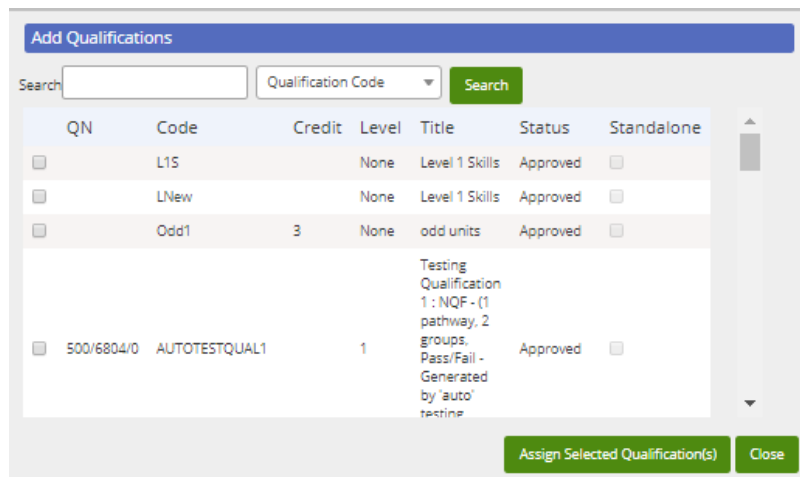 Add Qualifications
Search Qualification Code Search
QN Code Credit Level Title Status Standalone
L1S None Level 1 Skills Approved
LNew None Level 1 Skills Approved
Odd1 3 None odd units Approved
Testing
Qualification
1 : NQF - (1
pathway, 2
groups,
500/6804/0 AUTOTESTQUAL1 1 Pass/Fail - Approved
Generated
by 'auto'
testing
Assign Selected Qualification(s) Close